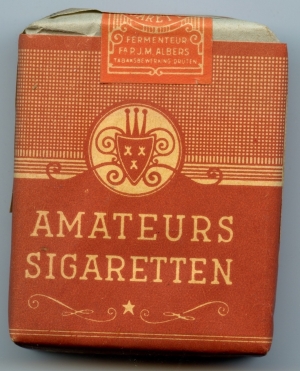 FERMENTEUR
FA P.J.M. ALBERS
TABAKSBEWERKING DRUTEN
AMATEURS
SIGARETTEN